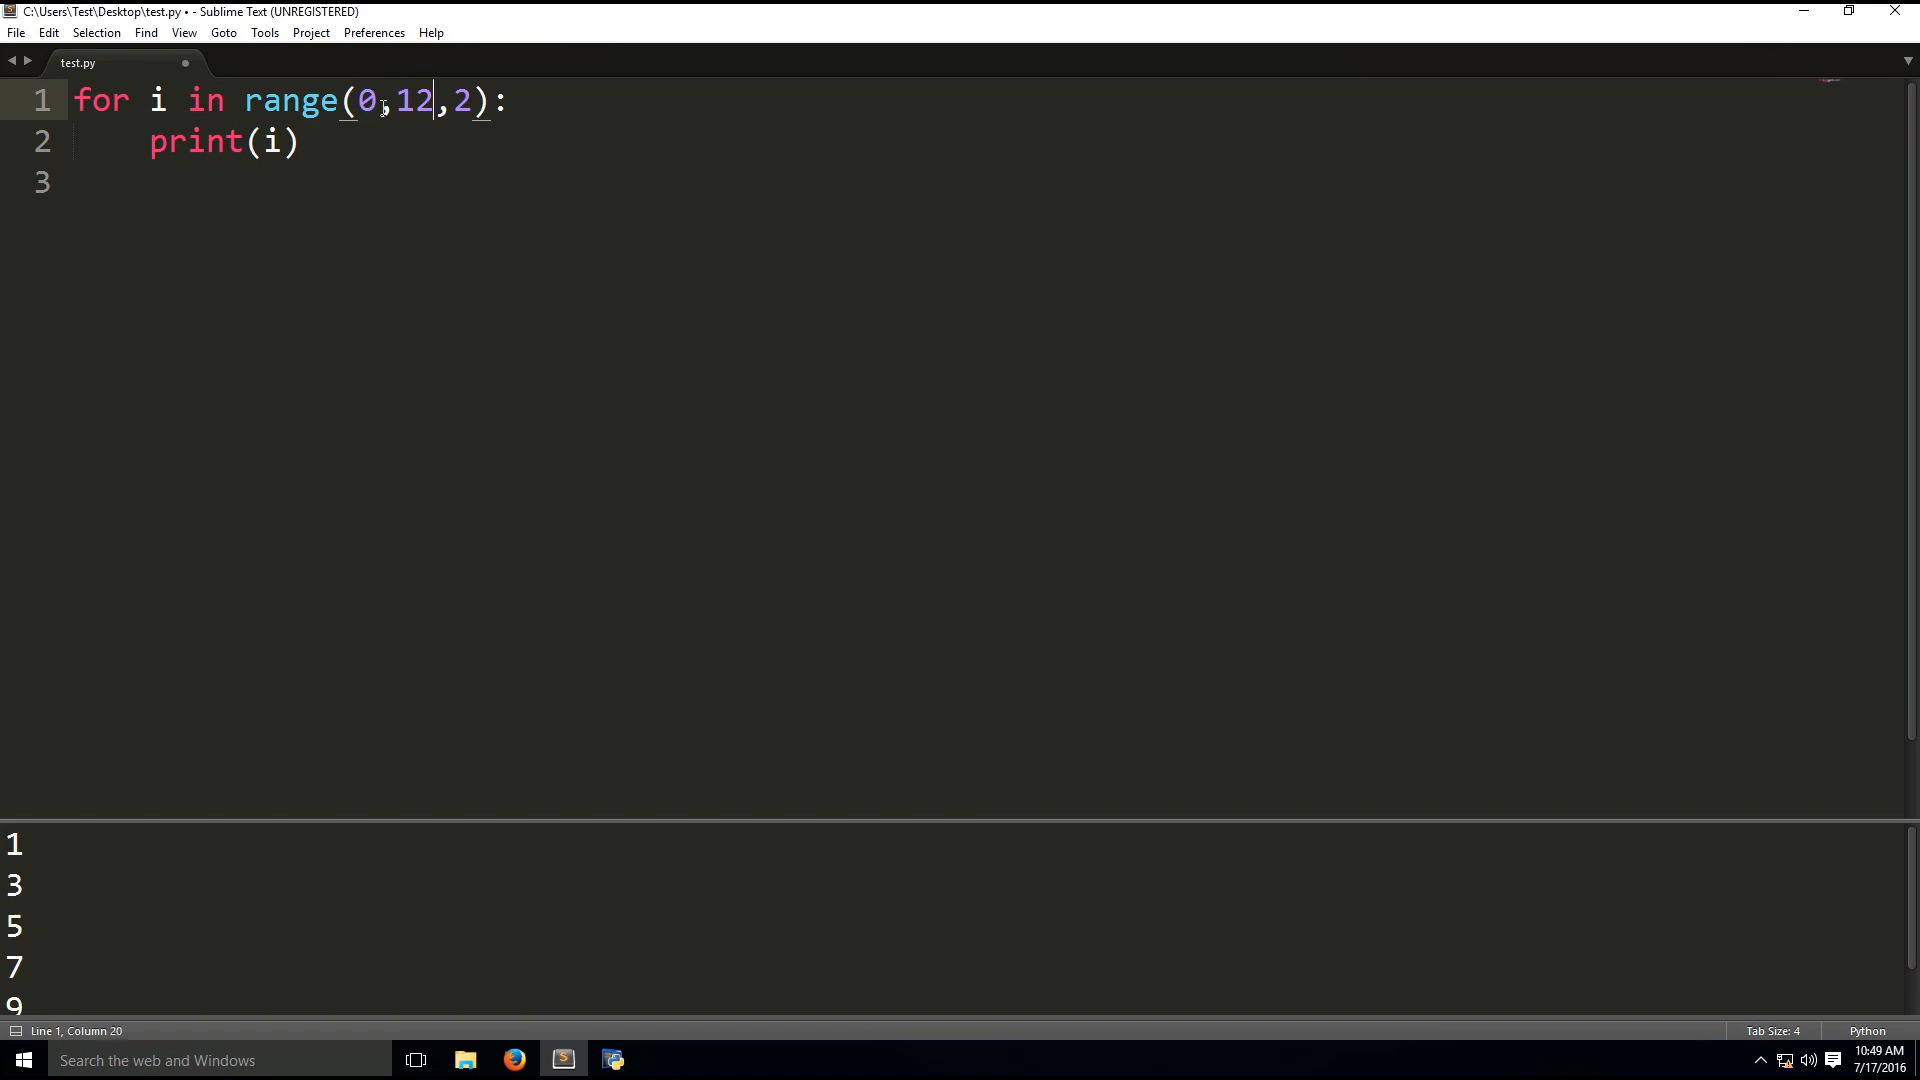 C:\Users\Test\Desktop\test.py • - Sublime Text (UNREGISTERED)
File Edit Selection Find View Goto Tools Project Preferences Help
test.py
1 for i in range(0,12,2):
2     print(i)
3
1
3
5
7
9
Line 1, Column 20 Tab Size: 4 Python
Search the web and Windows
10:49 AM
7/17/2016